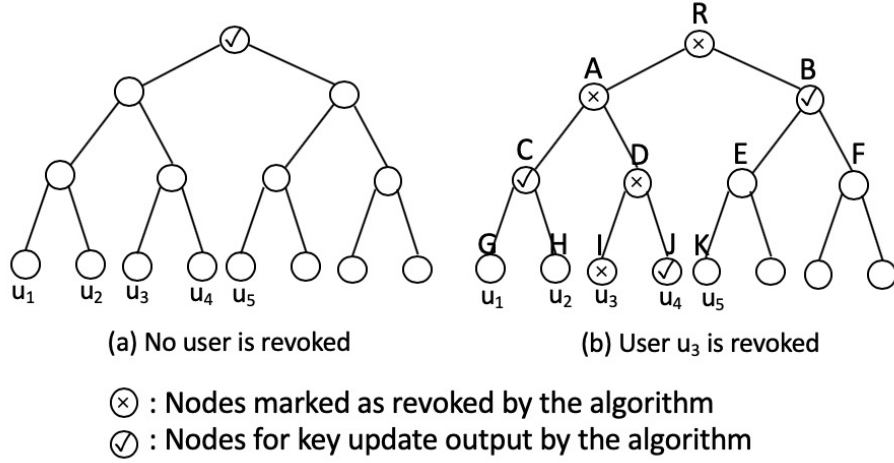 R
A
B
C
D
E
F
G H I J K
u₁ u₂ u₃ u₄ u₅
u₁ u₂ u₃ u₄ u₅
(a) No user is revoked
(b) User u₃ is revoked
: Nodes marked as revoked by the algorithm
: Nodes for key update output by the algorithm